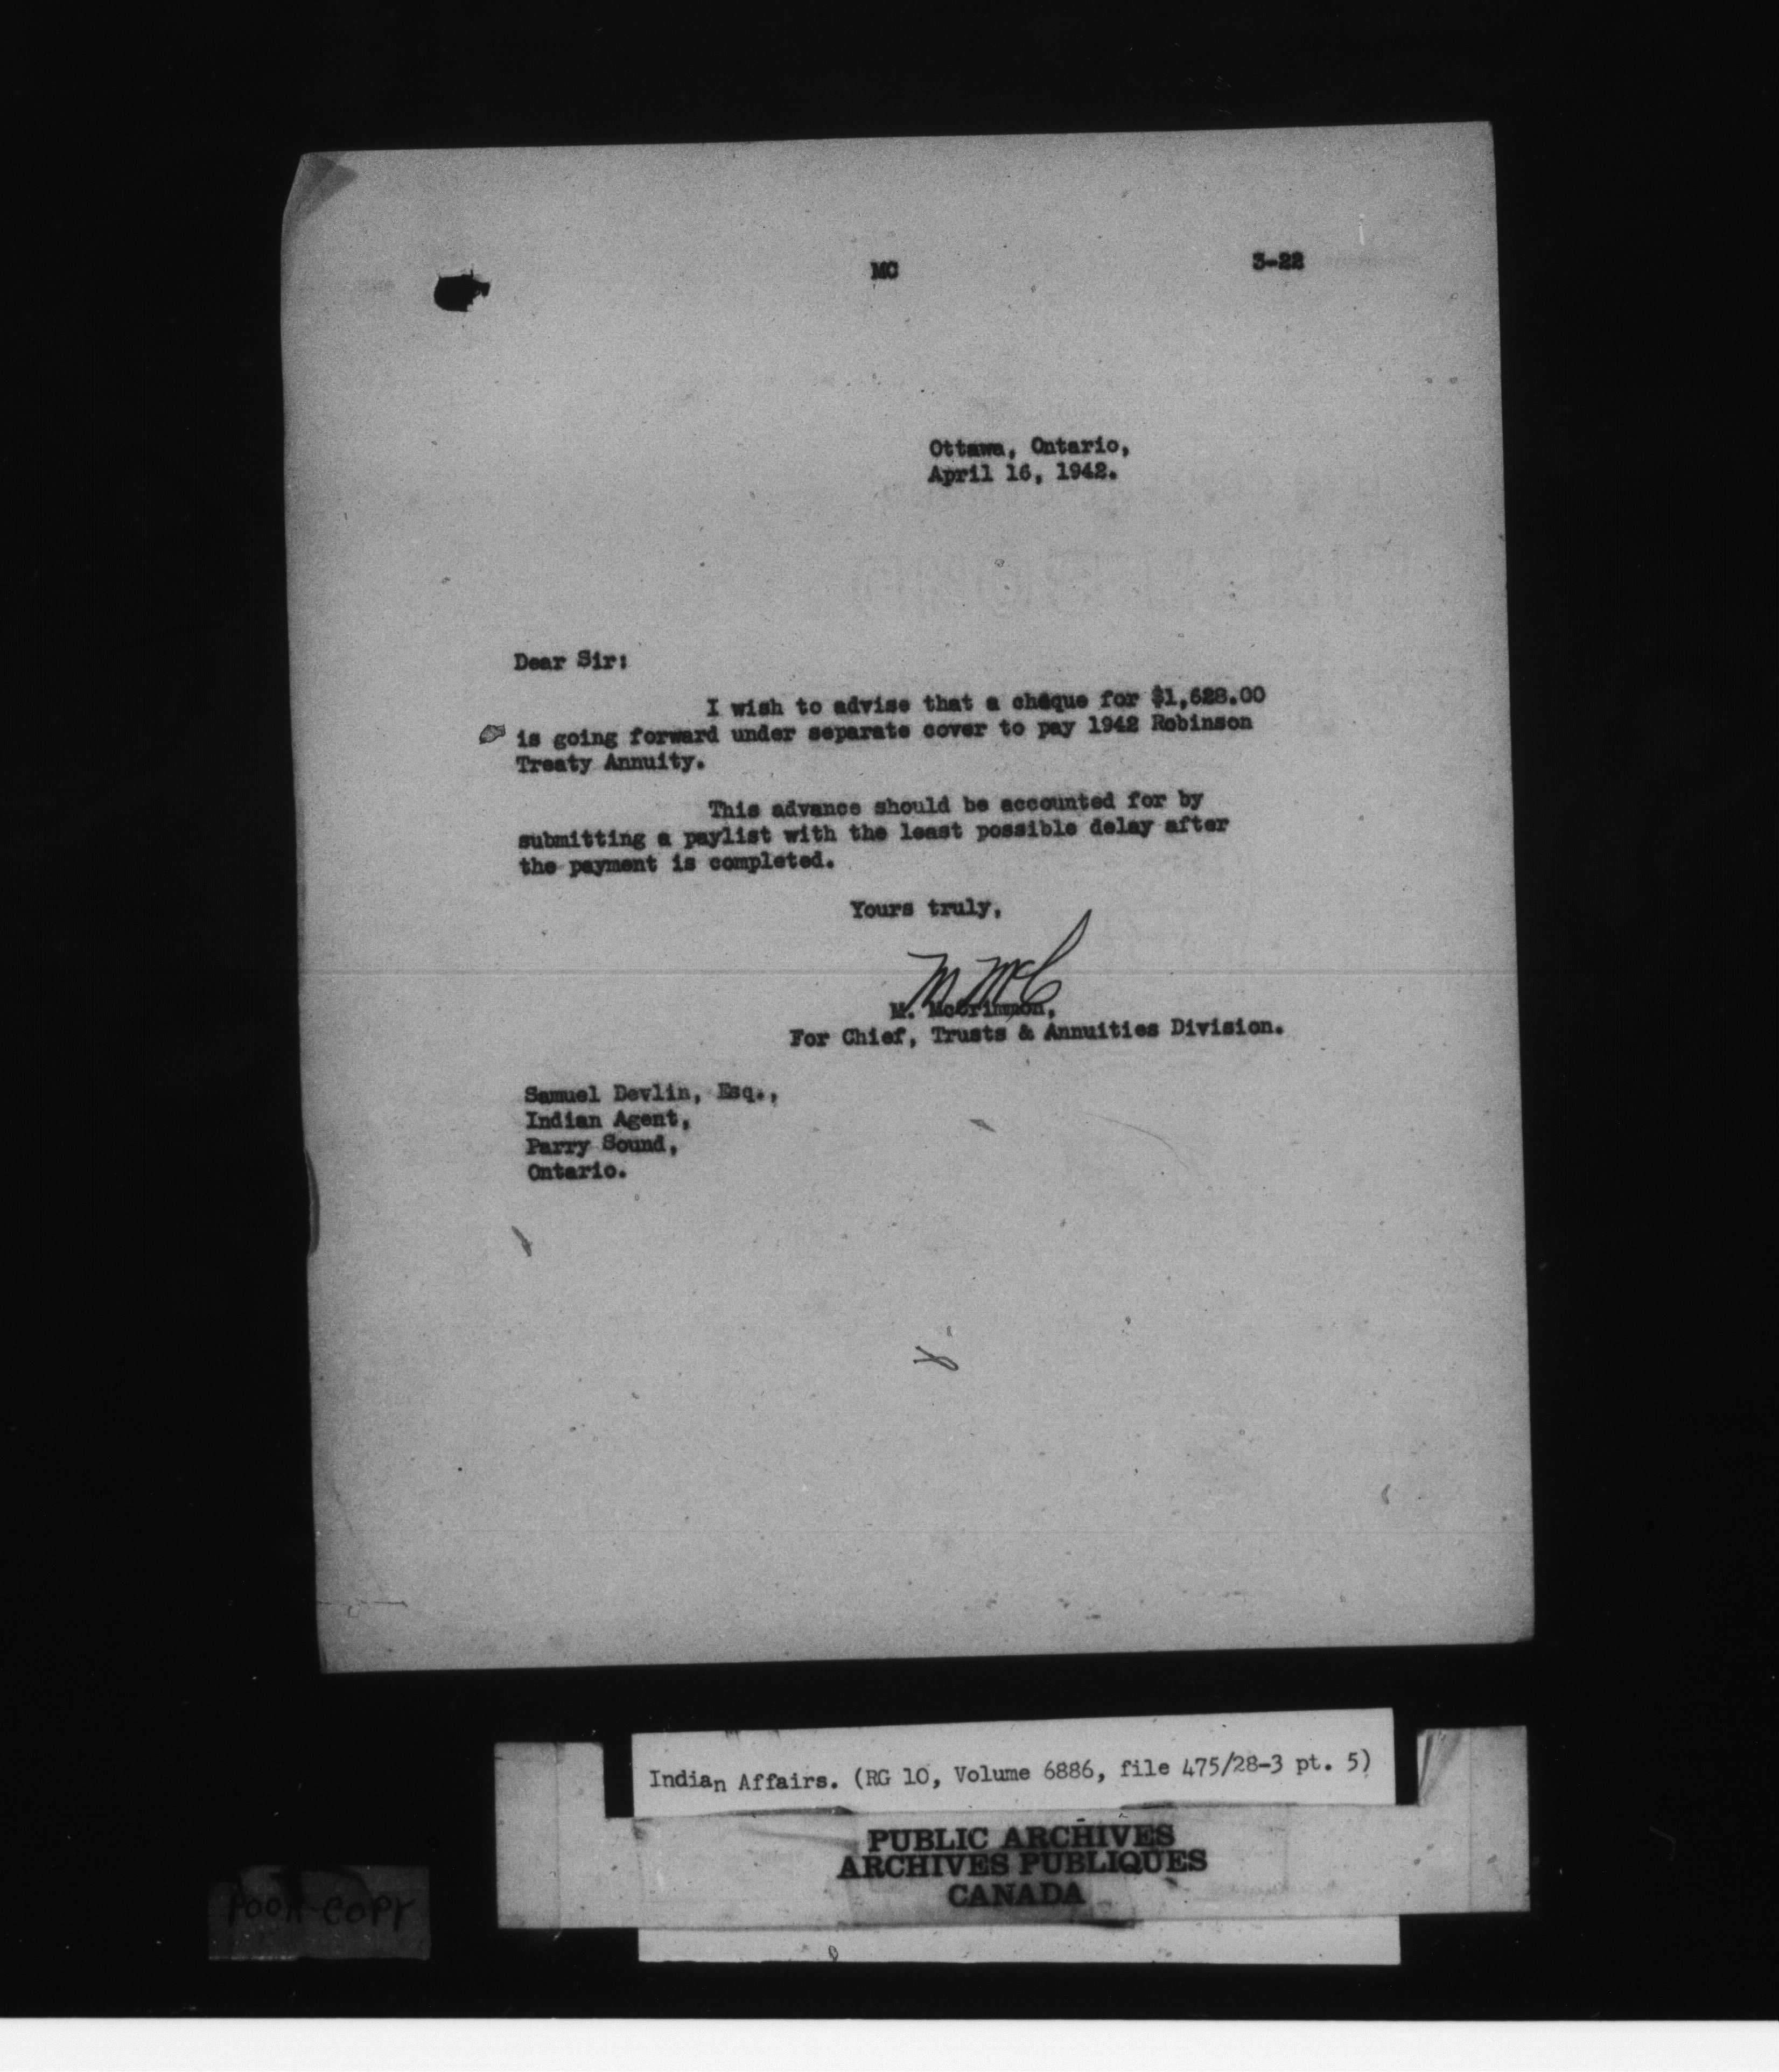 MC 3-22
Ottawa, Ontario,
April 16, 1942.
Dear Sir:
I wish to advise that a cheque for $1,628.00
is going forward under separate cover to pay 1942 Robinson
Treaty Annuity.
This advance should be accounted for by
submitting a paylist with the least possible delay after
the payment is completed.
Yours truly,
M McC
M. McCrimmon,
For Chief, Trusts & Annuities Division.
Samuel Devlin, Esq.,
Indian Agent,
Parry Sound,
Ontario.
Indian Affairs. (RG 10, Volume 6886, file 475/28-3 pt. 5)
PUBLIC ARCHIVES
ARCHIVES PUBLIQUES
CANADA
POOR COPY